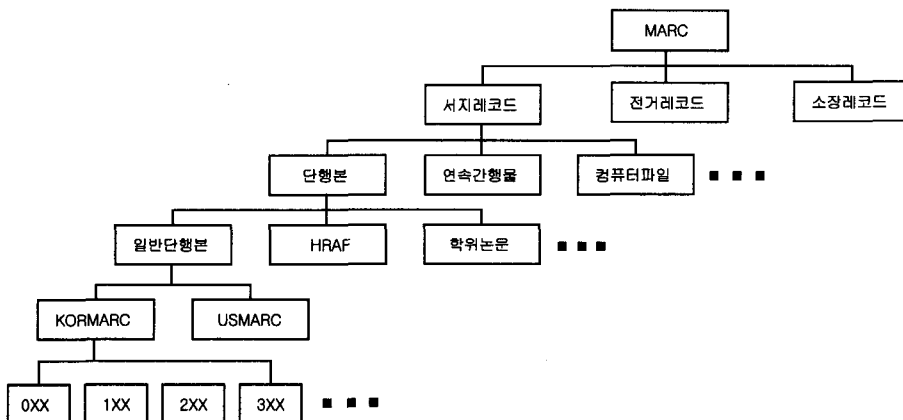 MARC
서지레코드 전거레코드 소장레코드
단행본 연속간행물 컴퓨터파일 ■ ■ ■
일반단행본 HRAF 학위논문 ■ ■ ■
KORMARC USMARC
0XX 1XX 2XX 3XX ■ ■ ■